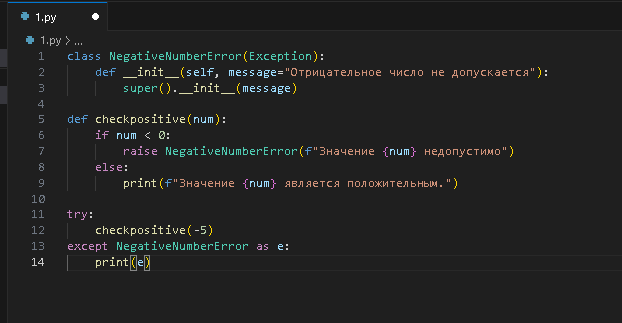 1.py
1.py > ...
1 class NegativeNumberError(Exception):
2     def __init__(self, message="Отрицательное число не допускается"):
3         super().__init__(message)
4
5 def checkpositive(num):
6     if num < 0:
7         raise NegativeNumberError(f"Значение {num} недопустимо")
8     else:
9         print(f"Значение {num} является положительным.")
10
11 try:
12     checkpositive(-5)
13 except NegativeNumberError as e:
14     print(e)